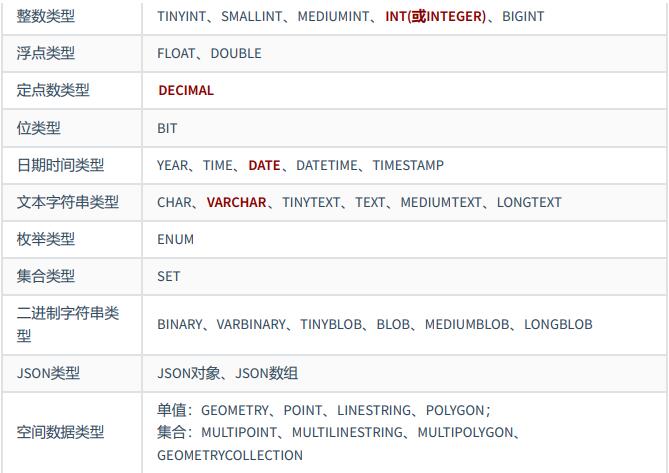 整数类型 TINYINT、SMALLINT、MEDIUMINT、INT(或INTEGER)、BIGINT
浮点类型 FLOAT、DOUBLE
定点数类型 DECIMAL
位类型 BIT
日期时间类型 YEAR、TIME、DATE、DATETIME、TIMESTAMP
文本字符串类型 CHAR、VARCHAR、TINYTEXT、TEXT、MEDIUMTEXT、LONGTEXT
枚举类型 ENUM
集合类型 SET
二进制字符串类
型
BINARY、VARBINARY、TINYBLOB、BLOB、MEDIUMBLOB、LONGBLOB
JSON类型 JSON对象、JSON数组
空间数据类型
单值：GEOMETRY、POINT、LINESTRING、POLYGON；
集合：MULTIPOINT、MULTILINESTRING、MULTIPOLYGON、
GEOMETRYCOLLECTION